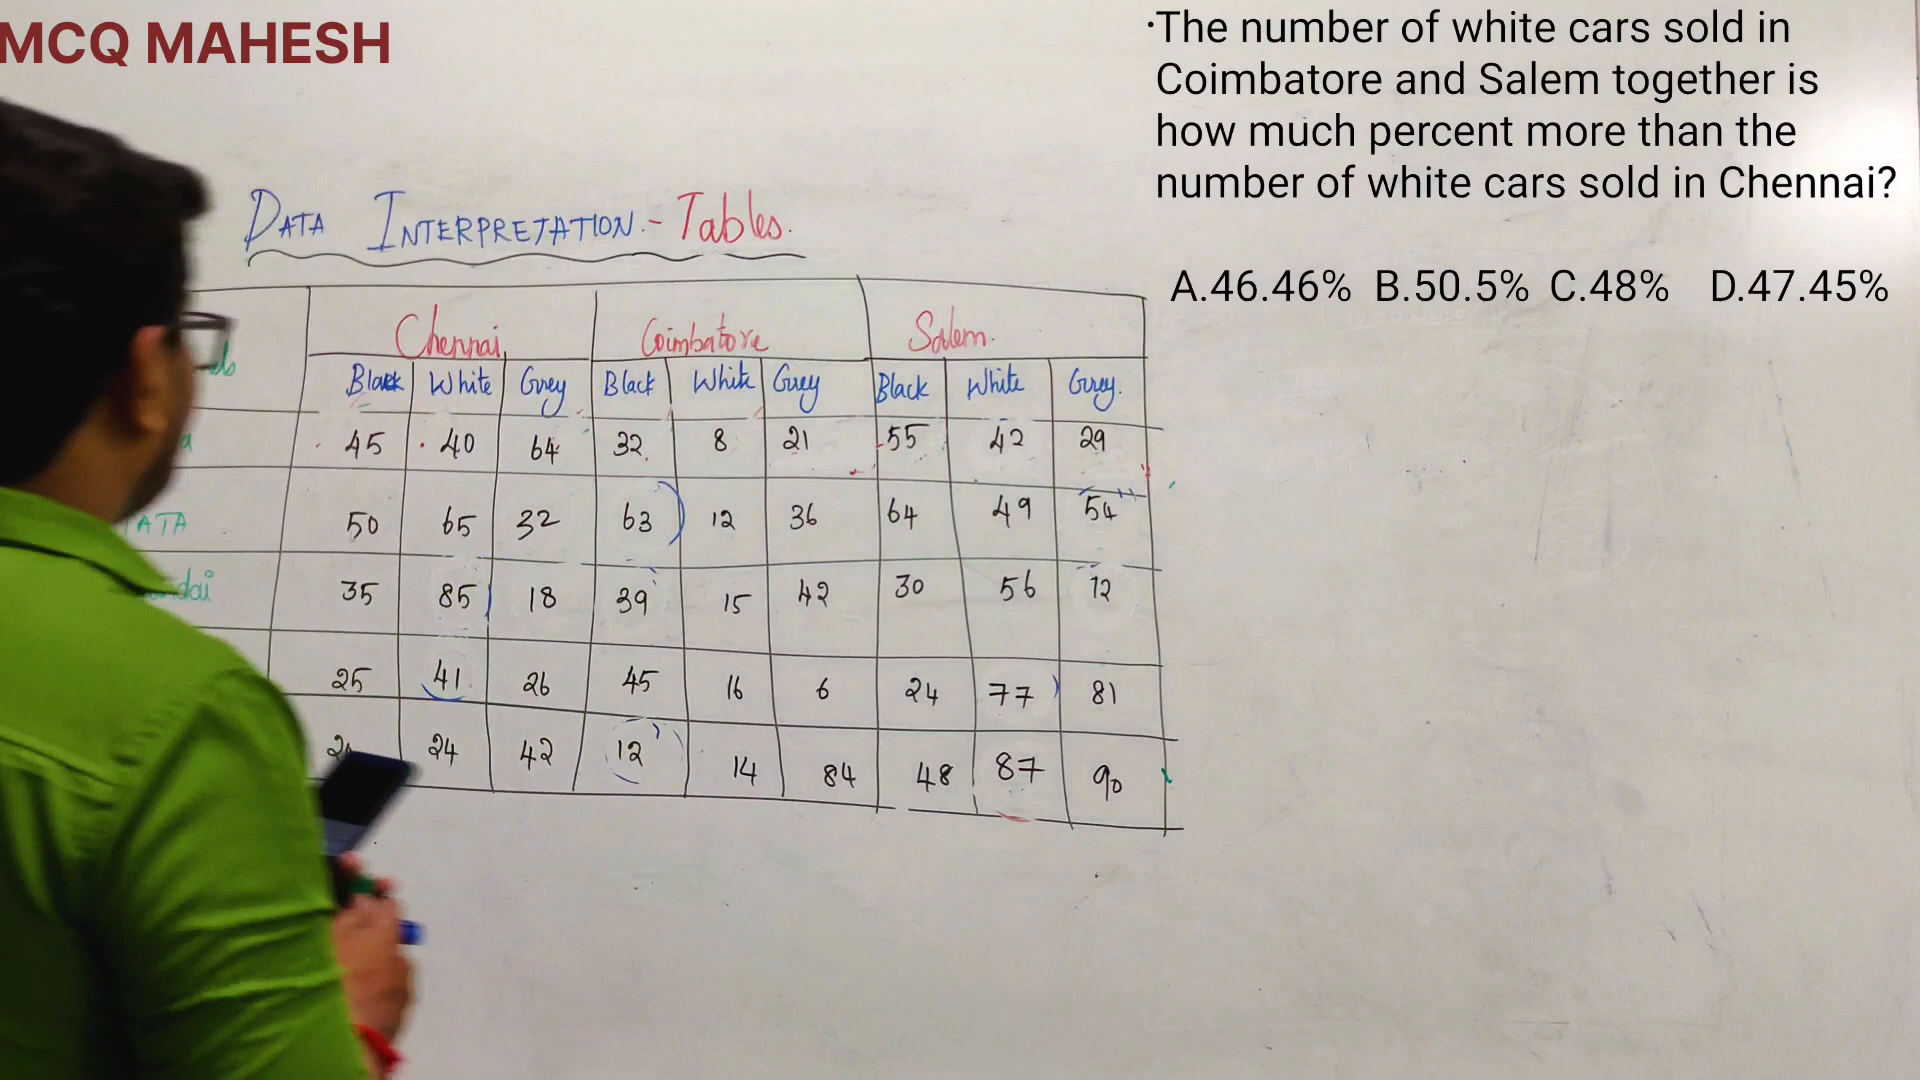 MCQ MAHESH
·The number of white cars sold in
Coimbatore and Salem together is
how much percent more than the
number of white cars sold in Chennai?
A.46.46% B.50.5% C.48% D.47.45%
DATA INTERPRETATION - Tables.
Chennai Coimbatore Salem.
Black White Grey Black White Grey Black White Grey.
45 40 64 32 8 21 55 42 29
TATA 50 65 32 63 12 36 64 49 54
35 85 18 39 15 42 30 56 12
25 41 26 45 16 6 24 77 81
24 42 12 14 84 48 87 90